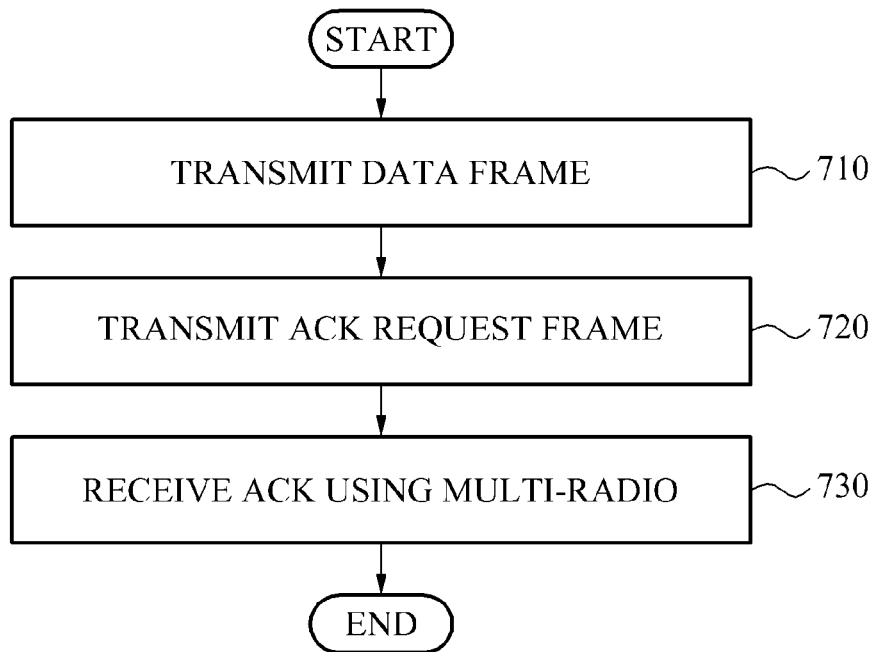 START
TRANSMIT DATA FRAME
710
TRANSMIT ACK REQUEST FRAME
720
RECEIVE ACK USING MULTI-RADIO
730
END